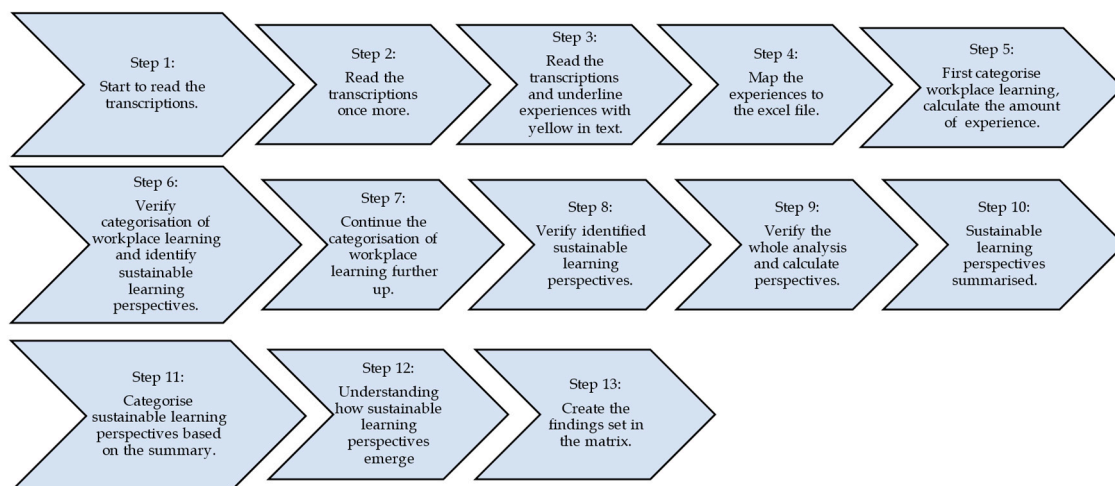 Step 1:
Start to read the
transcriptions.
Step 2:
Read the
transcriptions
once more.
Step 3:
Read the
transcriptions
and underline
experiences with
yellow in text.
Step 4:
Map the
experiences to
the excel file.
Step 5:
First categorise
workplace learning,
calculate the amount
of experience.
Step 6:
Verify
categorisation of
workplace learning
and identify
sustainable
learning
perspectives.
Step 7:
Continue the
categorisation of
workplace
learning further
up.
Step 8:
Verify identified
sustainable
learning
perspectives.
Step 9:
Verify the
whole analysis
and calculate
perspectives.
Step 10:
Sustainable
learning
perspectives
summarised.
Step 11:
Categorise
sustainable learning
perspectives based
on the summary.
Step 12:
Understanding
how sustainable
learning
perspectives
emerge
Step 13:
Create the
findings set in
the matrix.